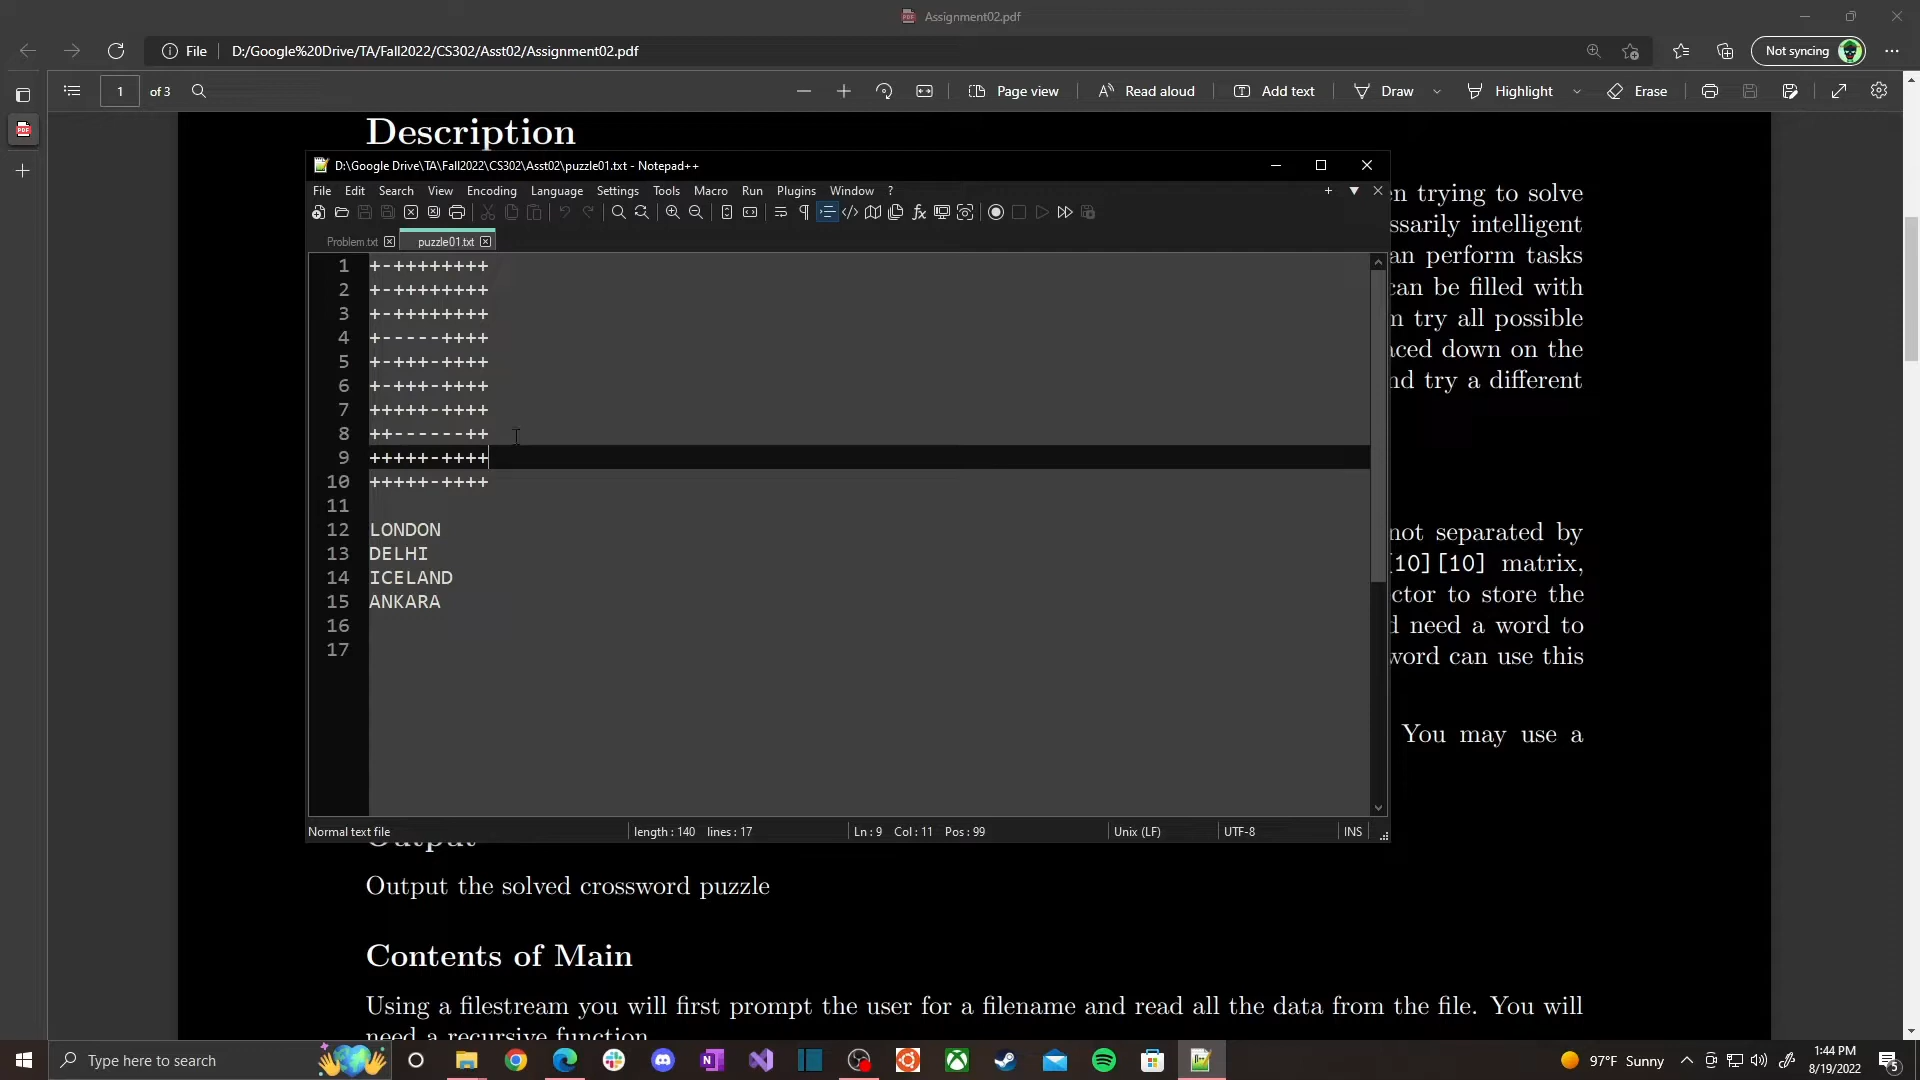 Assignment02.pdf
File
D:/Google%20Drive/TA/Fall2022/CS302/Asst02/Assignment02.pdf
Not syncing
1 of 3
Page view
Read aloud
Add text
Draw
Highlight
Erase
Description
D:\Google Drive\TA\Fall2022\CS302\Asst02\puzzle01.txt - Notepad++
File Edit Search View Encoding Language Settings Tools Macro Run Plugins Window ?
Problem.txt
puzzle01.txt
1 +-++++++++
2 +-++++++++
3 +-++++++++
4 +-----++++
5 +-+++-++++
6 +-+++-++++
7 +++++-++++
8 ++------++
9 +++++-++++
10 +++++-++++
11
12 LONDON
13 DELHI
14 ICELAND
15 ANKARA
16
17
trying to solve
intelligent
perform tasks
can be filled with
try all possible
down on the
try a different
not separated by
[10][10] matrix,
to store the
need a word to
word can use this
You may use a
Normal text file
length : 140 lines : 17
Ln : 9 Col : 11 Pos : 99
Unix (LF)
UTF-8
INS
Output
Output the solved crossword puzzle
Contents of Main
Using a filestream you will first prompt the user for a filename and read all the data from the file. You will
need a recursive function
Type here to search
97°F Sunny
1:44 PM
8/19/2022
5